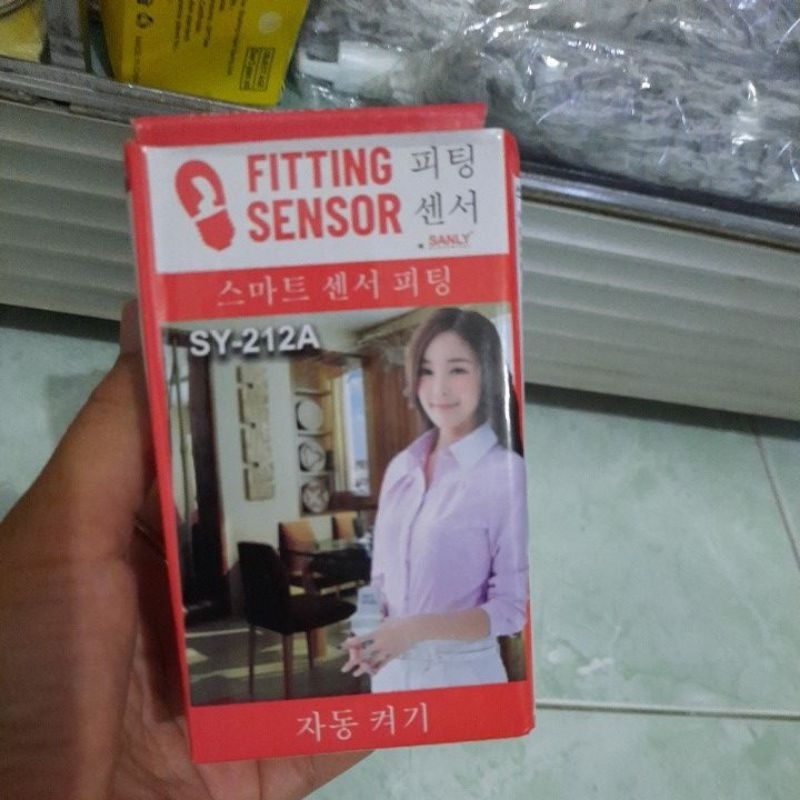 FITTING 피팅
SENSOR 센서
SANLY
스마트 센서 피팅
SY-212A
자동 켜기